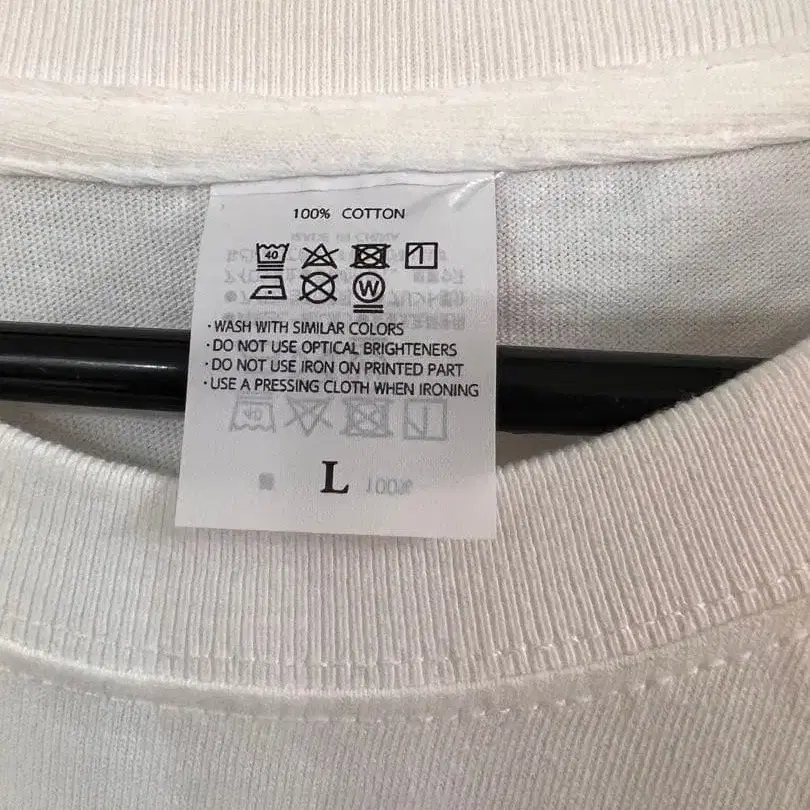 100% COTTON
40
W
·WASH WITH SIMILAR COLORS
·DO NOT USE OPTICAL BRIGHTENERS
·DO NOT USE IRON ON PRINTED PART
·USE A PRESSING CLOTH WHEN IRONING
L